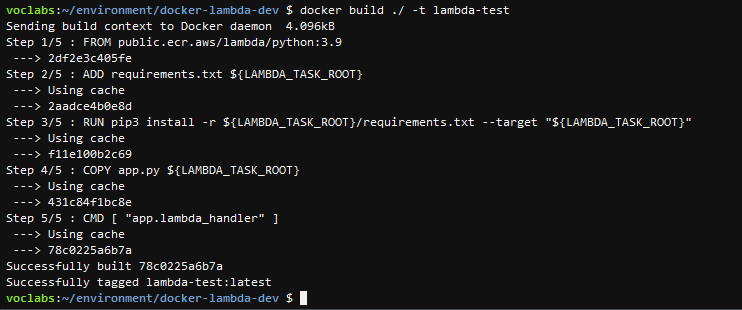 voclabs:~/environment/docker-lambda-dev $ docker build ./ -t lambda-test
Sending build context to Docker daemon  4.096kB
Step 1/5 : FROM public.ecr.aws/lambda/python:3.9
 ---> 2df2e3c405fe
Step 2/5 : ADD requirements.txt ${LAMBDA_TASK_ROOT}
 ---> Using cache
 ---> 2aadce4b0e8d
Step 3/5 : RUN pip3 install -r ${LAMBDA_TASK_ROOT}/requirements.txt --target "${LAMBDA_TASK_ROOT}"
 ---> Using cache
 ---> f11e100b2c69
Step 4/5 : COPY app.py ${LAMBDA_TASK_ROOT}
 ---> Using cache
 ---> 431c84f1bc8e
Step 5/5 : CMD [ "app.lambda_handler" ]
 ---> Using cache
 ---> 78c0225a6b7a
Successfully built 78c0225a6b7a
Successfully tagged lambda-test:latest
voclabs:~/environment/docker-lambda-dev $